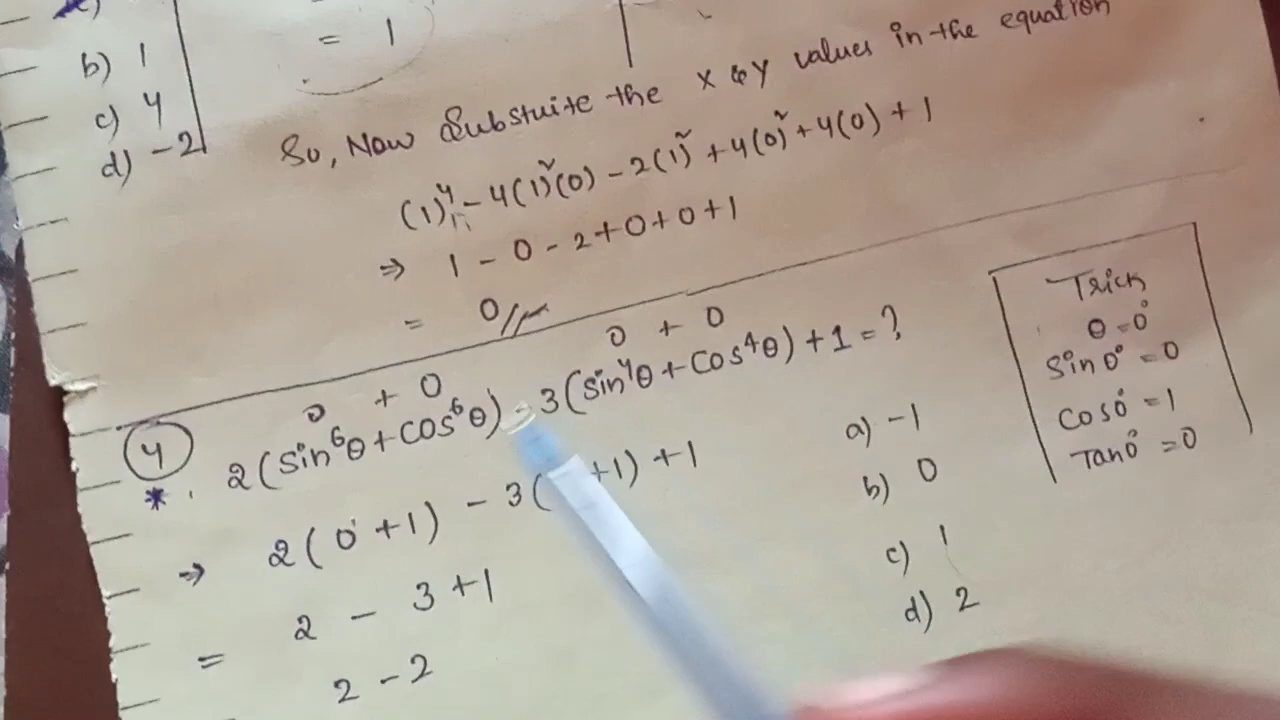 b) 1
= 1
c) 4
d) -2
So, Now Substuite the X & Y values in the equation
(1)⁴ - 4(1)²(0) - 2(1)² + 4(0)² + 4(0) + 1
⇒ 1 - 0 - 2 + 0 + 0 + 1
= 0//
0 + 0 0 + 0
4 2(sin⁶θ + cos⁶θ) - 3(sin⁴θ + cos⁴θ) + 1 = ?
*
⇒ 2(0 + 1) - 3( +1) + 1
= 2 - 3 + 1
2 - 2
a) -1
b) 0
c) 1
d) 2
Trick
θ = 0°
sin 0° = 0
cos 0° = 1
Tan 0° = 0